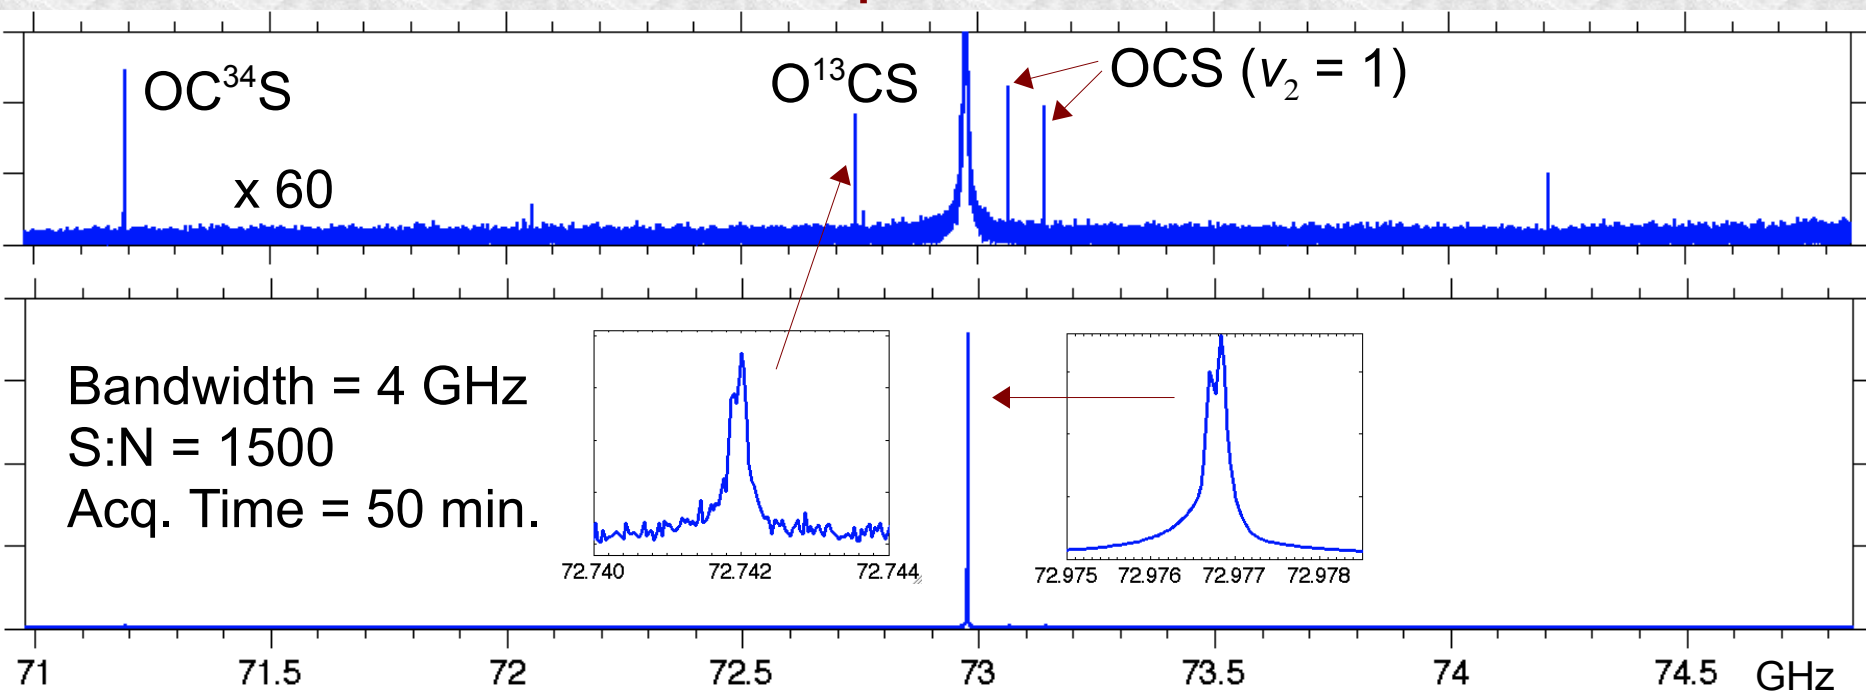 OC³⁴S
O¹³CS
OCS (v₂ = 1)
x 60
Bandwidth = 4 GHz
S:N = 1500
Acq. Time = 50 min.
72.740 72.742 72.744
72.975 72.976 72.977 72.978
71 71.5 72 72.5 73 73.5 74 74.5 GHz